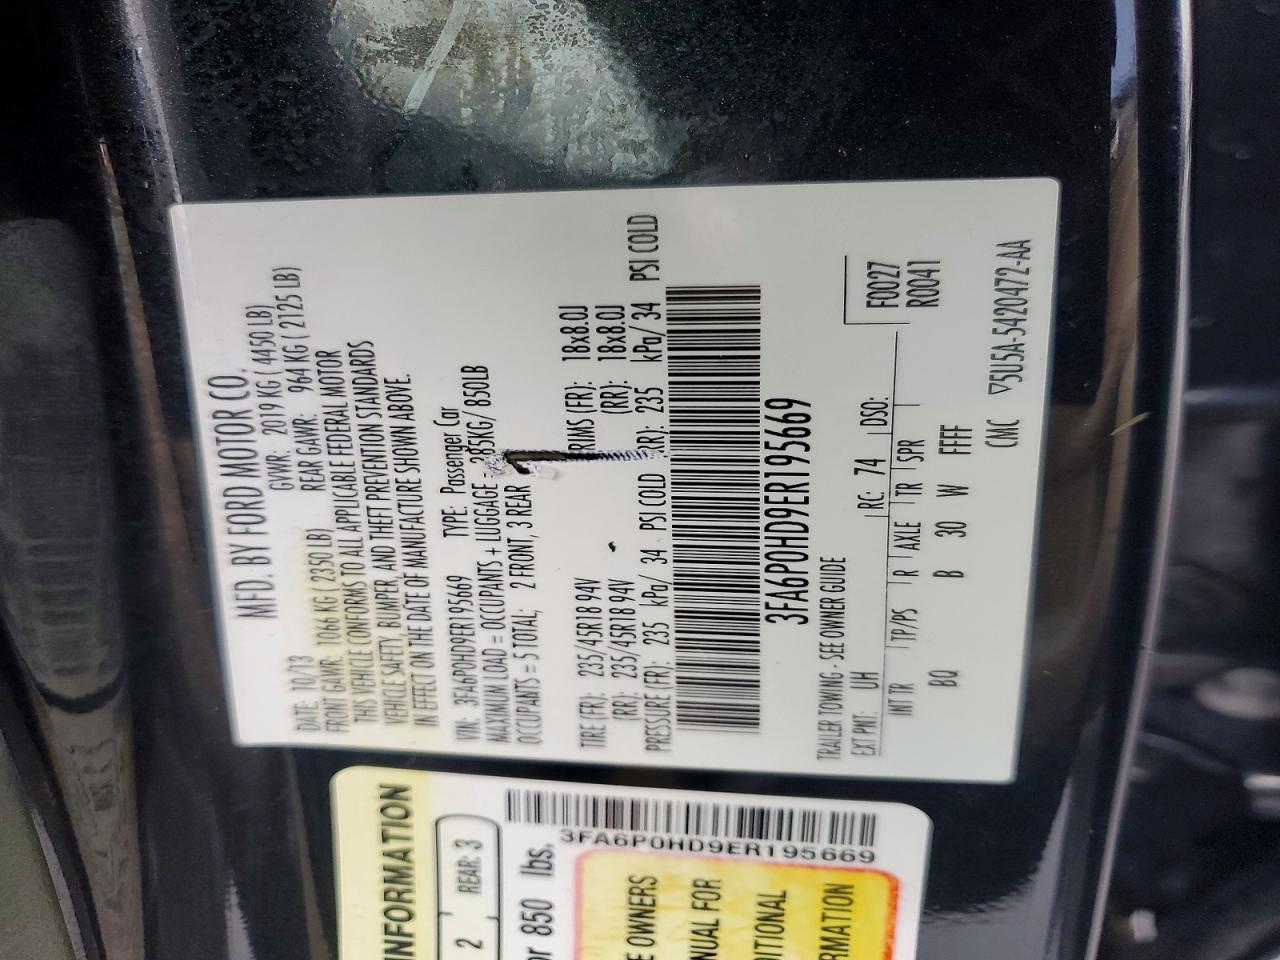 MFD. BY FORD MOTOR CO.
DATE: 10/13 GVWR: 2019 KG ( 4450 LB)
FRONT GAWR: 1066 KG ( 2350 LB) REAR GAWR: 964 KG ( 2125 LB)
THIS VEHICLE CONFORMS TO ALL APPLICABLE FEDERAL MOTOR
VEHICLE SAFETY, BUMPER, AND THEFT PREVENTION STANDARDS
IN EFFECT ON THE DATE OF MANUFACTURE SHOWN ABOVE.
VIN: 3FA6P0HD9ER195669 TYPE: Passenger Car
MAXIMUM LOAD = OCCUPANTS + LUGGAGE = 385KG/ 850LB
OCCUPANTS = 5 TOTAL; 2 FRONT, 3 REAR
TIRE (FR): 235/45R18 94V RIMS (FR): 18x8.0J
(RR): 235/45R18 94V (RR): 18x8.0J
PRESSURE (FR): 235 kPa/ 34 PSI COLD (RR): 235 kPa/ 34 PSI COLD
3FA6P0HD9ER195669
TRAILER TOWING - SEE OWNER GUIDE
F0027
R0041
EXT PNT: UH RC: 74 DSO:
INT TR TP/PS R AXLE TR SPR
BQ B 30 W FFFF
CMC 5U5A-5420472-AA
INFORMATION
2 REAR: 3
or 850 lbs.
3FA6P0HD9ER195669
OWNERS
FOR